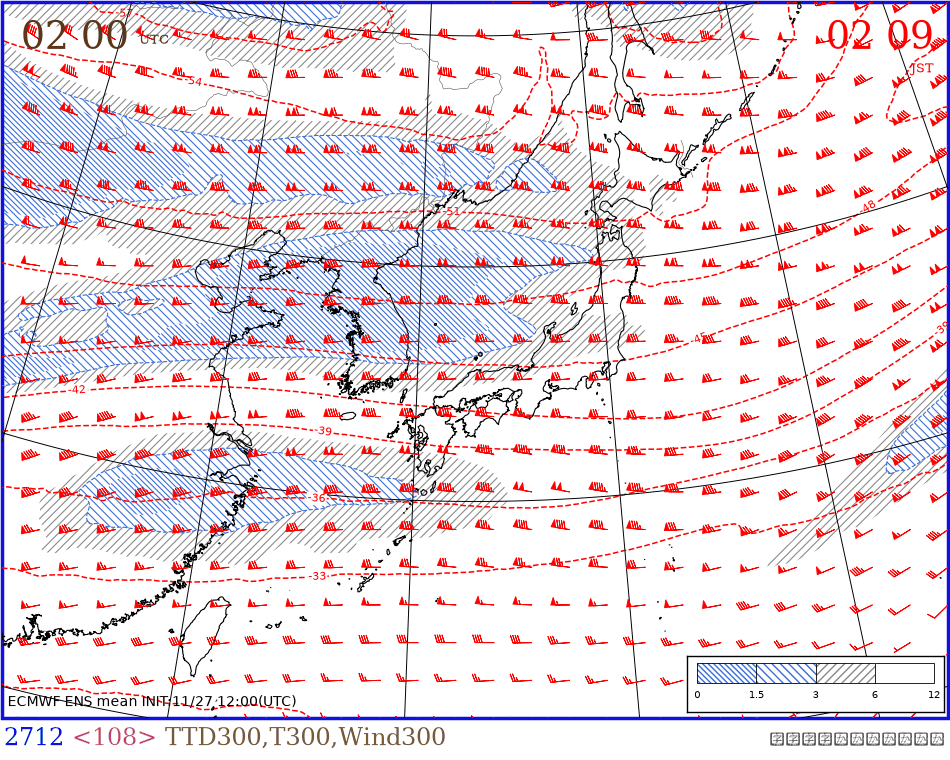 02 00 UTC
02 09
JST
-57
-54
-51
-48
-45
-42
-39
-39
-36
-33
ECMWF ENS mean INIT:11/27 12:00(UTC)
0 1.5 3 6 12
2712 <108> TTD300,T300,Wind300